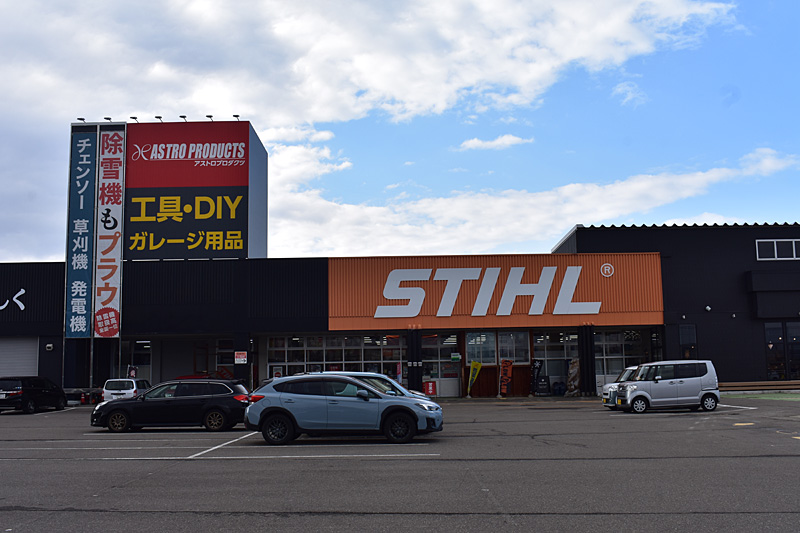 チェンソー 草刈機 発電機
除雪機もプラウ
ASTRO PRODUCTS
アストロプロダクツ
工具・DIY
ガレージ用品
しく
STIHL®